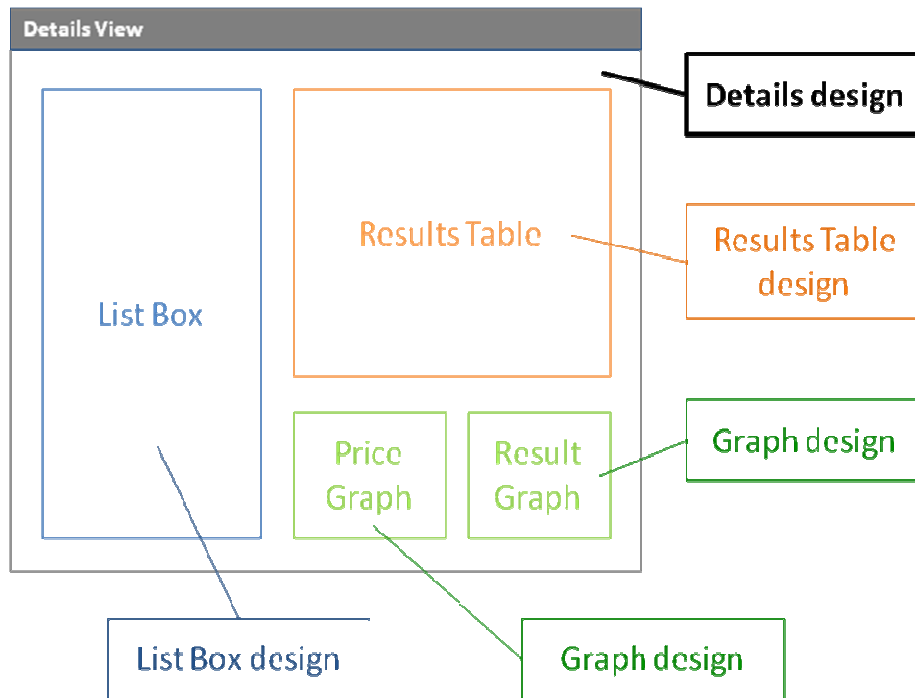 Details View
Details design
Results Table
Results Table
design
List Box
Price
Graph
Result
Graph
Graph design
List Box design
Graph design